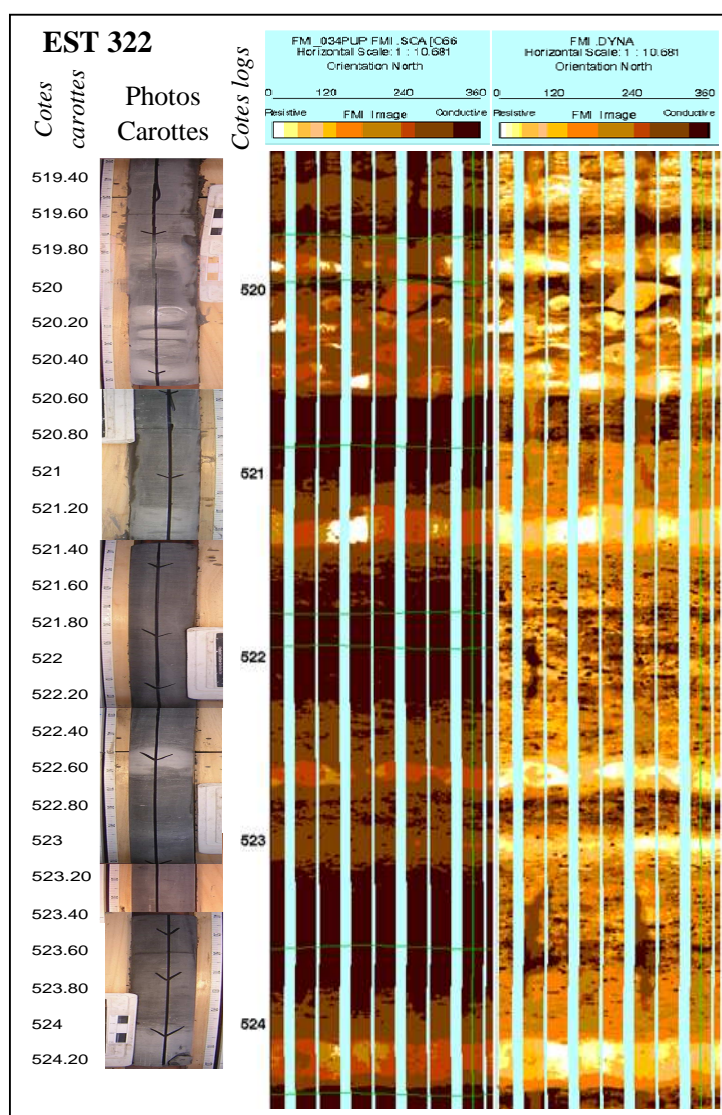 EST 322
Cotes carottes
Photos
Carottes
Cotes logs
FMI_034PUP FMI .SCA [C66
Horizontal Scale: 1 : 10.681
Orientation North
0 120 240 360
Resistive FMI Image Conductive
FMI .DYNA
Horizontal Scale: 1 : 10.681
Orientation North
0 120 240 360
Resistive FMI Image Conductive
519.40
519.60
519.80
520
520.20
520.40
520.60
520.80
521
521.20
521.40
521.60
521.80
522
522.20
522.40
522.60
522.80
523
523.20
523.40
523.60
523.80
524
524.20
520
521
522
523
524